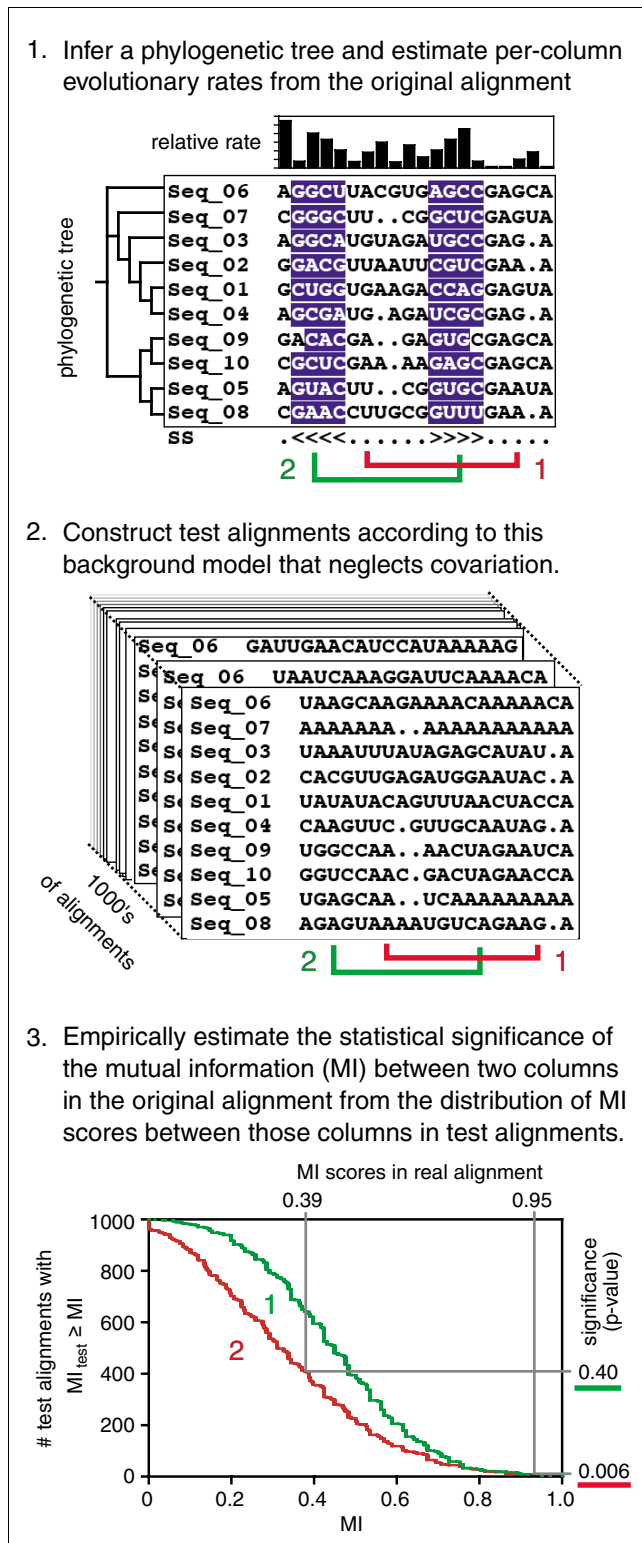 1. Infer a phylogenetic tree and estimate per-column
evolutionary rates from the original alignment
relative rate
phylogenetic tree
Seq_06 AGGCUUACGUGAGCCGAGCA
Seq_07 CGGGCUU..CGGCUCGAGUA
Seq_03 AGGCAUGUAGAUGCCGAG.A
Seq_02 GGACGUUAAUUCGUCGAA.A
Seq_01 GCUGGUGAAGACCAGGAGUA
Seq_04 AGCGAUG.AGAUCGCGAG.A
Seq_09 GACACGA..GAGUGCGAGCA
Seq_10 CGCUCGAA.AAGAGCGAGCA
Seq_05 AGUACUU..CGGUGCGAAUA
Seq_08 CGAACCUUGCGGUUUGAA.A
SS .<<<<......>>>>.....
2 1
2. Construct test alignments according to this
background model that neglects covariation.
Seq_06 GAUUGAACAUCCAUAAAAAG
Seq_06 UAAUCAAAGGAUUCAAAACA
Seq_06 UAAGCAAGAAAACAAAAACA
Seq_07 AAAAAAA..AAAAAAAAAAA
Seq_03 UAAAUUUAUAGAGCAUAU.A
Seq_02 CACGUUGAGAUGGAAUAC.A
Seq_01 UAUAUACAGUUUAACUACCA
Seq_04 CAAGUUC.GUUGCAAUAG.A
Seq_09 UGGCCAA..AACUAGAAUCA
Seq_10 GGUCCAAC.GACUAGAACCA
Seq_05 UGAGCAA..UCAAAAAAAAA
Seq_08 AGAGUAAAAUGUCAGAAG.A
1000's
of alignments
2 1
3. Empirically estimate the statistical significance of
the mutual information (MI) between two columns
in the original alignment from the distribution of MI
scores between those columns in test alignments.
MI scores in real alignment
0.39 0.95
# test alignments with
MI test ≥ MI
1000
800
600
400
200
0
1
2
significance
(p-value)
0.40
0.006
0 0.2 0.4 0.6 0.8 1.0
MI